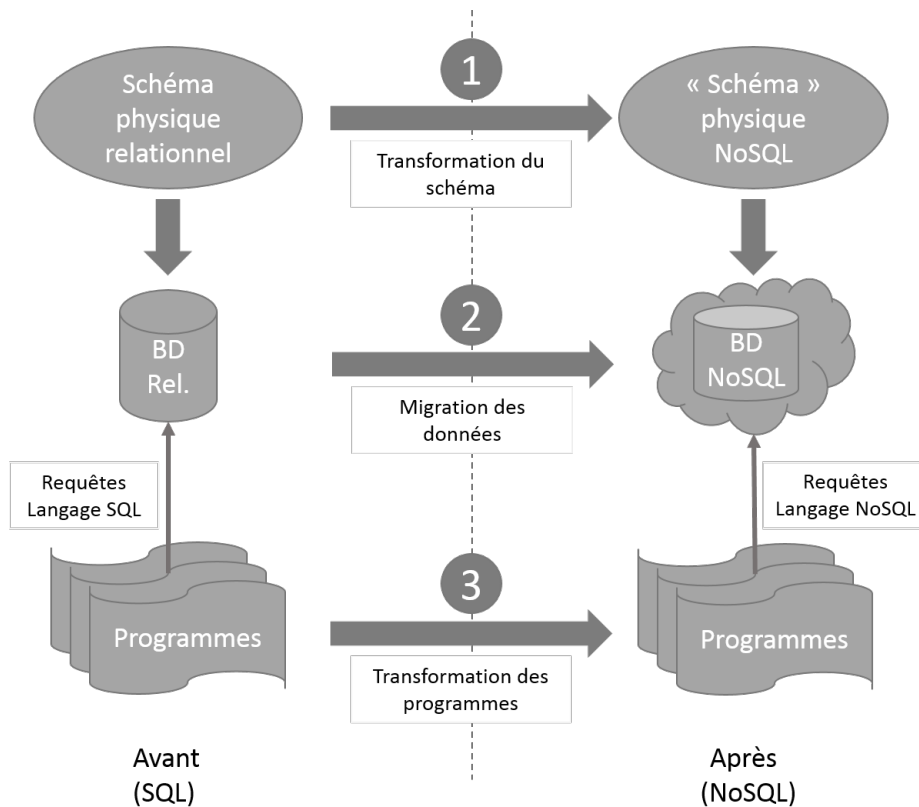 Schéma
physique
relationnel
1
Transformation du
schéma
« Schéma »
physique
NoSQL
BD
Rel.
2
Migration des
données
BD
NoSQL
Requêtes
Langage SQL
Requêtes
Langage NoSQL
Programmes
3
Transformation des
programmes
Programmes
Avant
(SQL)
Après
(NoSQL)